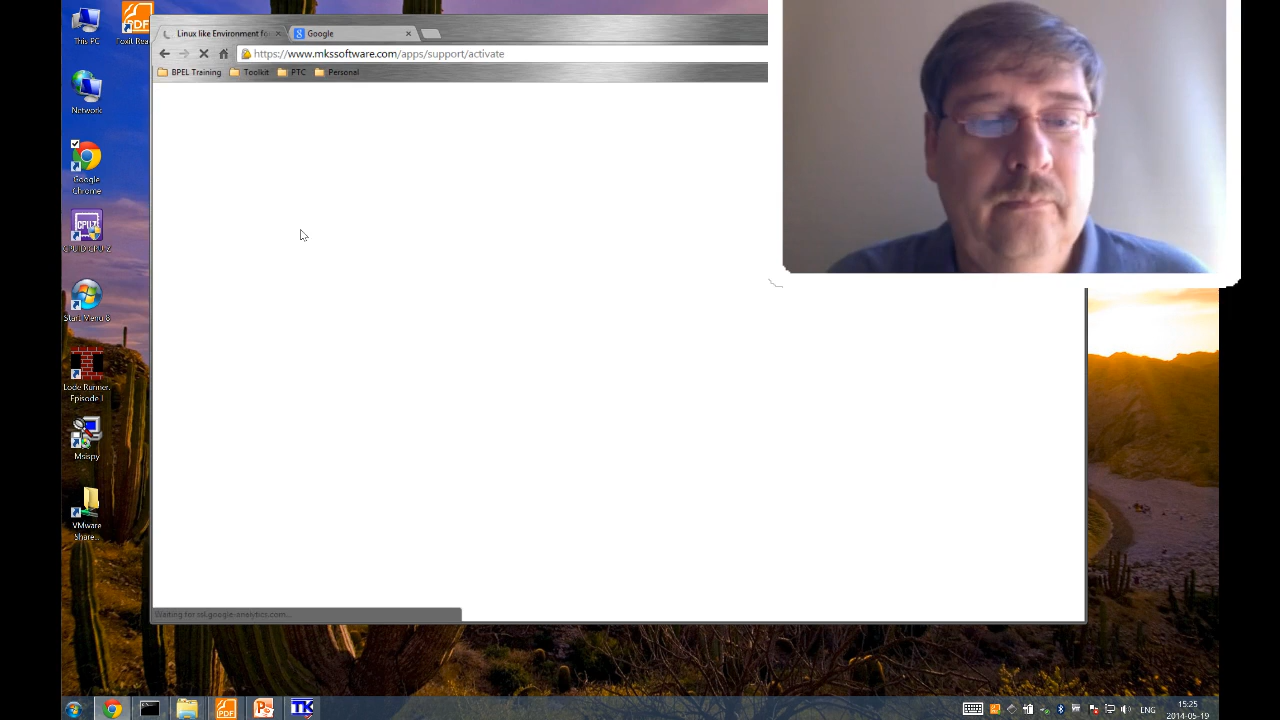 This PC
Foxit Rea
Linux like Environment fo
Google
https://www.mkssoftware.com/apps/support/activate
BPEL Training
Toolkit
PTC
Personal
Network
Google
Chrome
CPUID CPU-Z
Start Menu 8
Lode Runner.
Episode I
Msispy
VMware
Share...
Waiting for ssl.google-analytics.com...
PDF
TK
ENG
15:25
2014-05-19